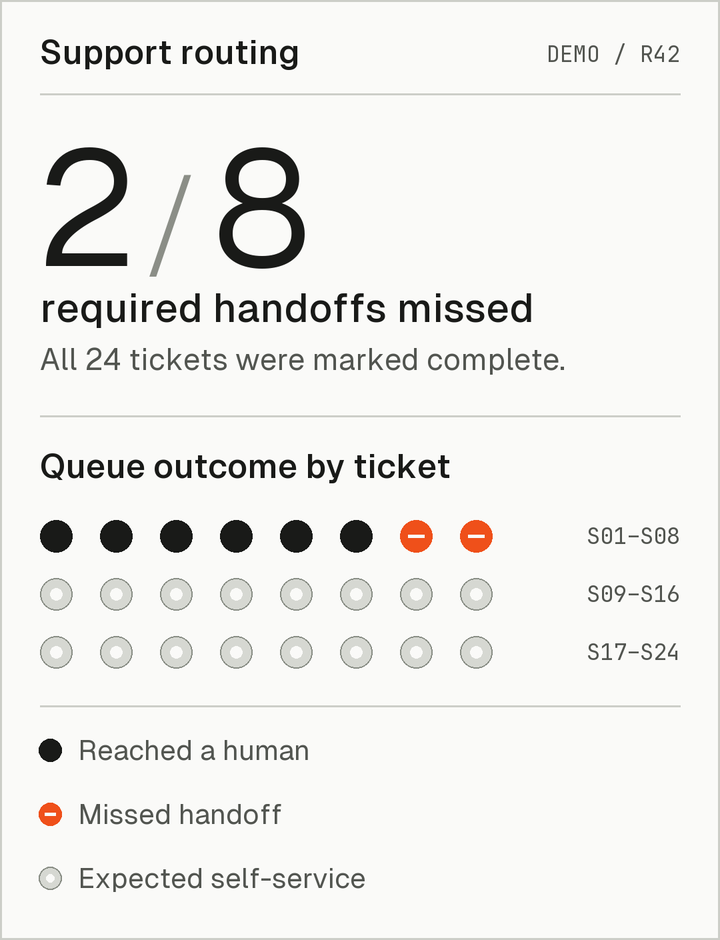 Support routing
DEMO / R42
2/8
required handoffs missed
All 24 tickets were marked complete.
Queue outcome by ticket
S01–S08
S09–S16
S17–S24
Reached a human
Missed handoff
Expected self-service